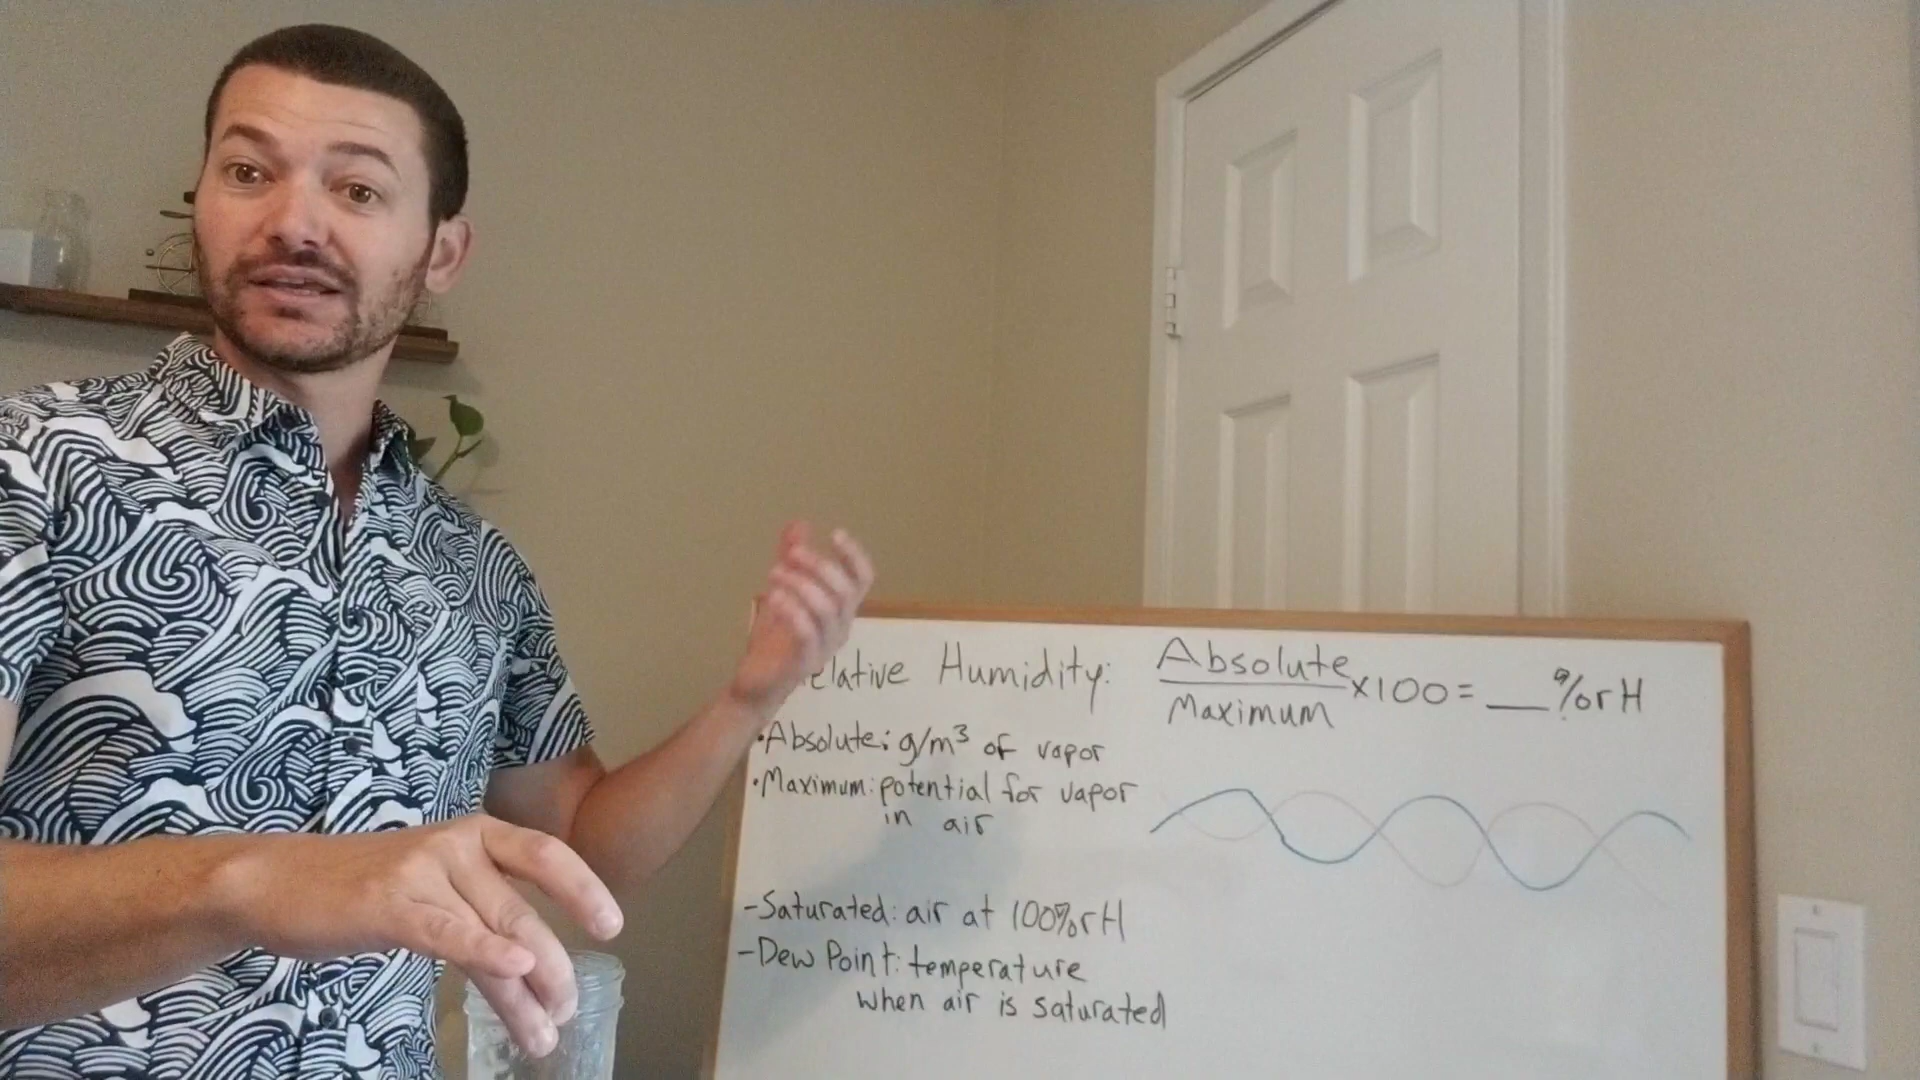 elative Humidity: Absolute/Maximum x100 = ___ %rH
•Absolute: g/m³ of vapor
•Maximum: potential for vapor
in air
-Saturated: air at 100%rH
-Dew Point: temperature
when air is saturated